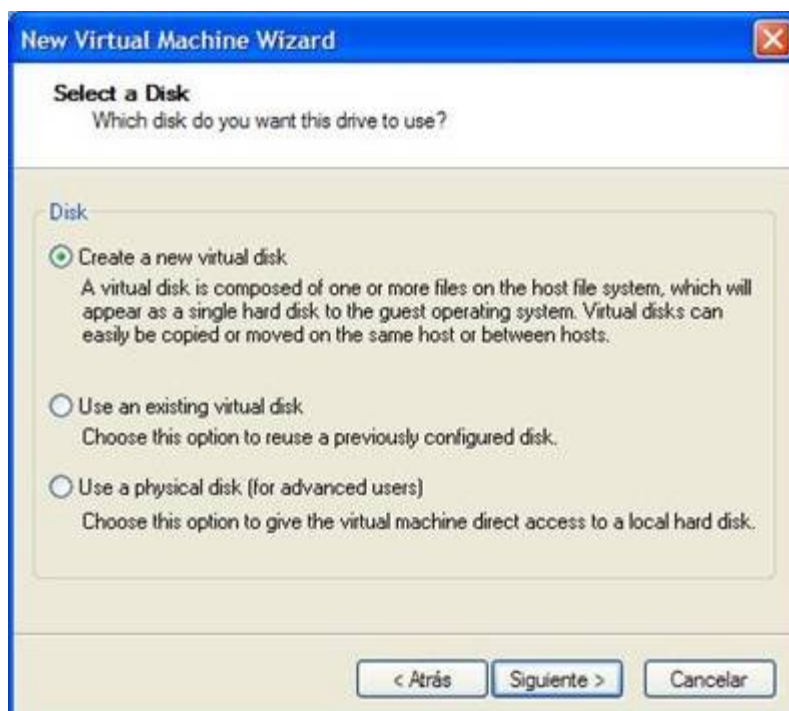 New Virtual Machine Wizard
Select a Disk
Which disk do you want this drive to use?
Disk
Create a new virtual disk
A virtual disk is composed of one or more files on the host file system, which will
appear as a single hard disk to the guest operating system. Virtual disks can
easily be copied or moved on the same host or between hosts.
Use an existing virtual disk
Choose this option to reuse a previously configured disk.
Use a physical disk (for advanced users)
Choose this option to give the virtual machine direct access to a local hard disk.
< Atrás Siguiente > Cancelar